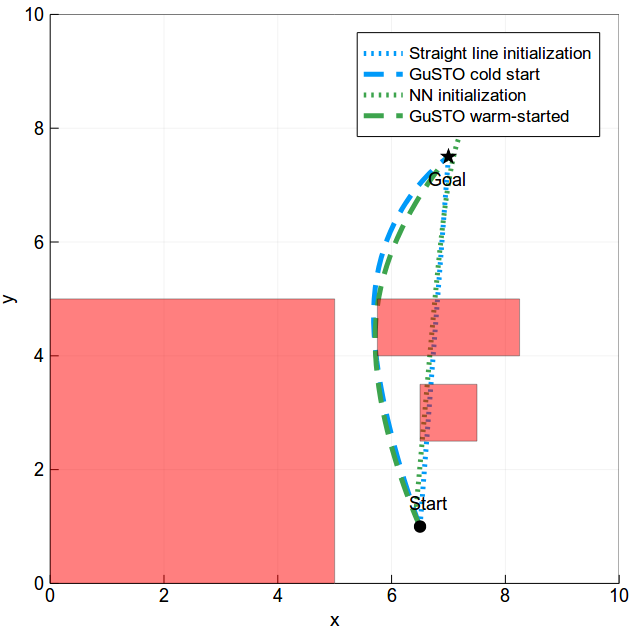 10
Straight line initialization
GuSTO cold start
NN initialization
GuSTO warm-started
8
Goal
6
y
4
2
Start
0
0 2 4 6 8 10
x